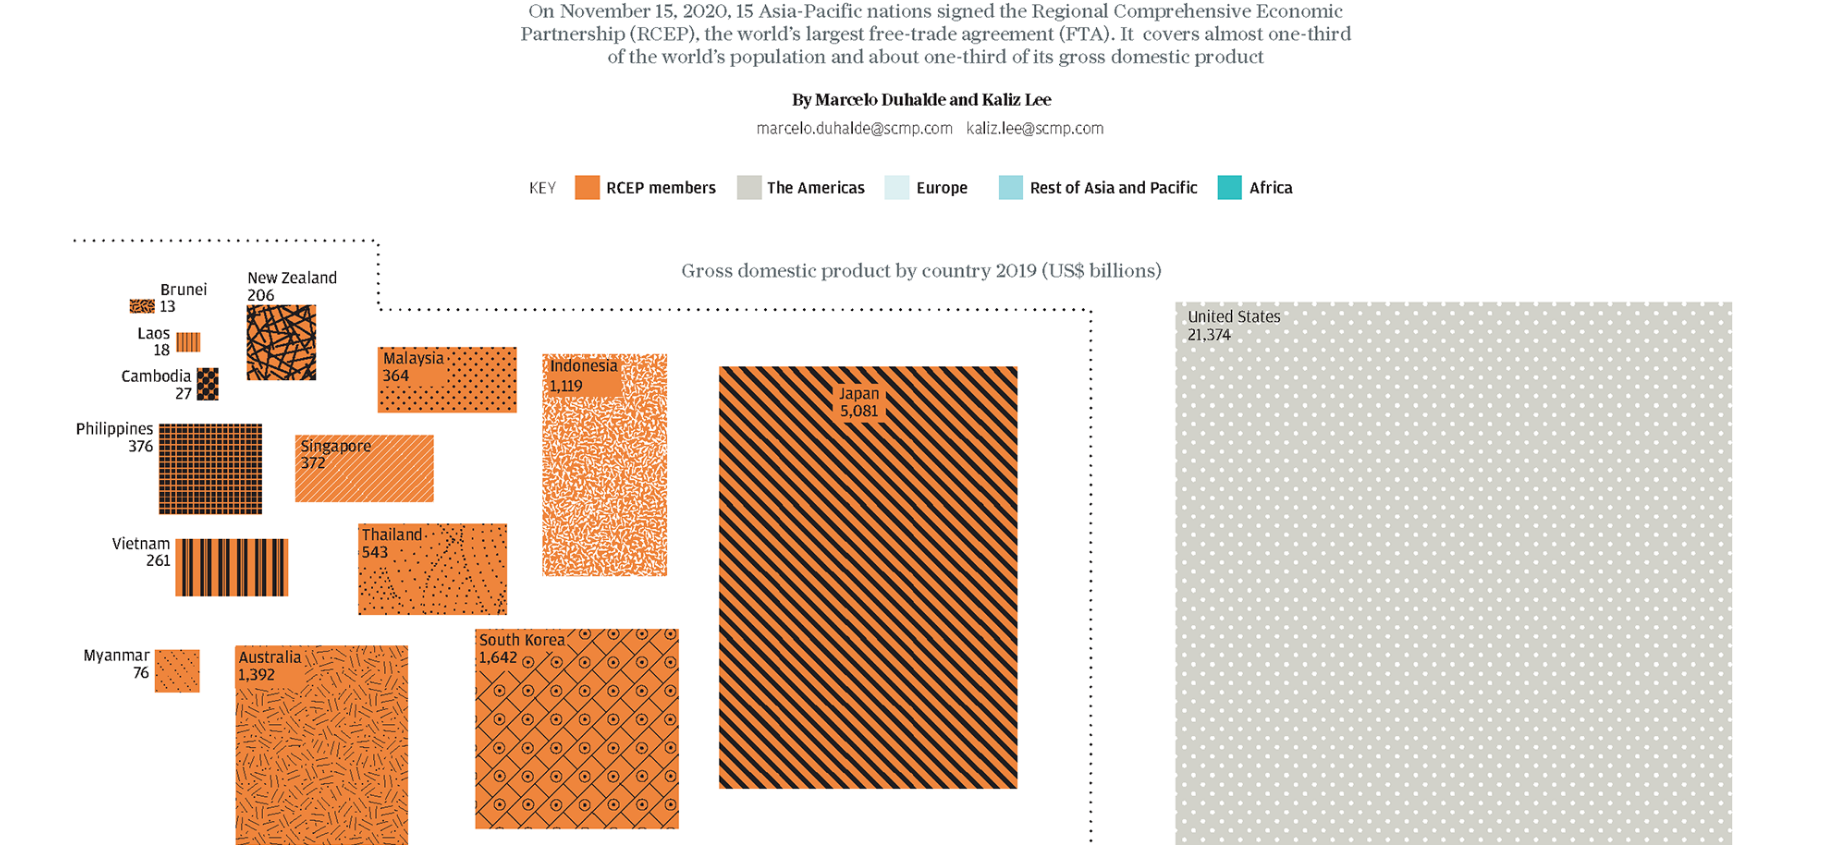 On November 15, 2020, 15 Asia-Pacific nations signed the Regional Comprehensive Economic
Partnership (RCEP), the world's largest free-trade agreement (FTA). It covers almost one-third
of the world's population and about one-third of its gross domestic product
By Marcelo Duhalde and Kaliz Lee
marcelo.duhalde@scmp.com kaliz.lee@scmp.com
KEY RCEP members The Americas Europe Rest of Asia and Pacific Africa
Gross domestic product by country 2019 (US$ billions)
Brunei
13
New Zealand
206
Laos
18
Cambodia
27
Malaysia
364
Indonesia
1,119
Japan
5,081
United States
21,374
Philippines
376
Singapore
372
Vietnam
261
Thailand
543
Myanmar
76
Australia
1,392
South Korea
1,642